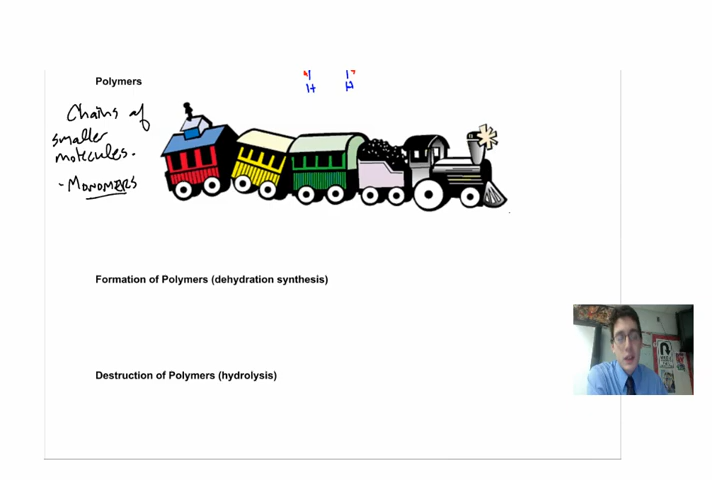 Polymers
H H
Chains of
smaller
molecules.
- MONOMERS
Formation of Polymers (dehydration synthesis)
Destruction of Polymers (hydrolysis)